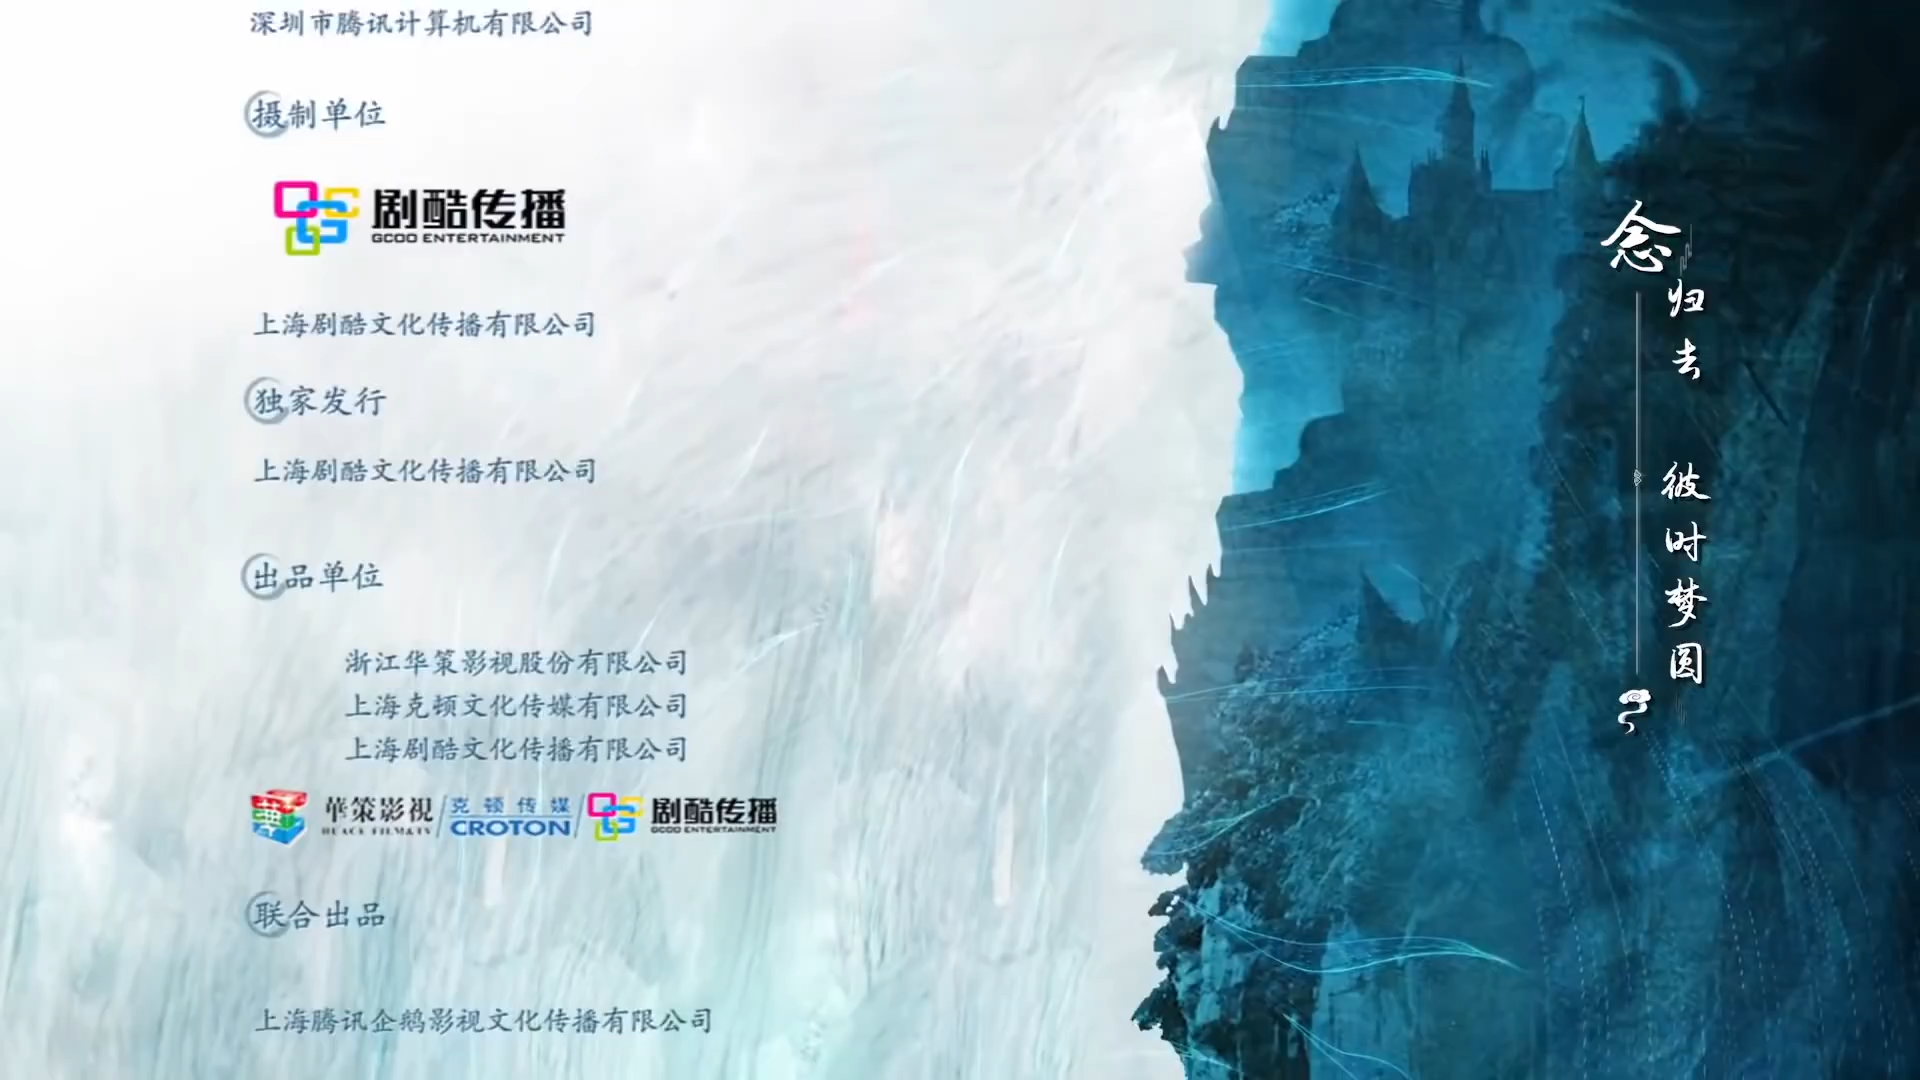 深圳市腾讯计算机有限公司
摄制单位
剧酷传播
GCOO ENTERTAINMENT
上海剧酷文化传播有限公司
独家发行
上海剧酷文化传播有限公司
出品单位
浙江华策影视股份有限公司
上海克顿文化传媒有限公司
上海剧酷文化传播有限公司
華策影視
HUACE FILM&TV
克顿传媒
CROTON
剧酷传播
GCOO ENTERTAINMENT
联合出品
上海腾讯企鹅影视文化传播有限公司
念归去
彼时梦圆